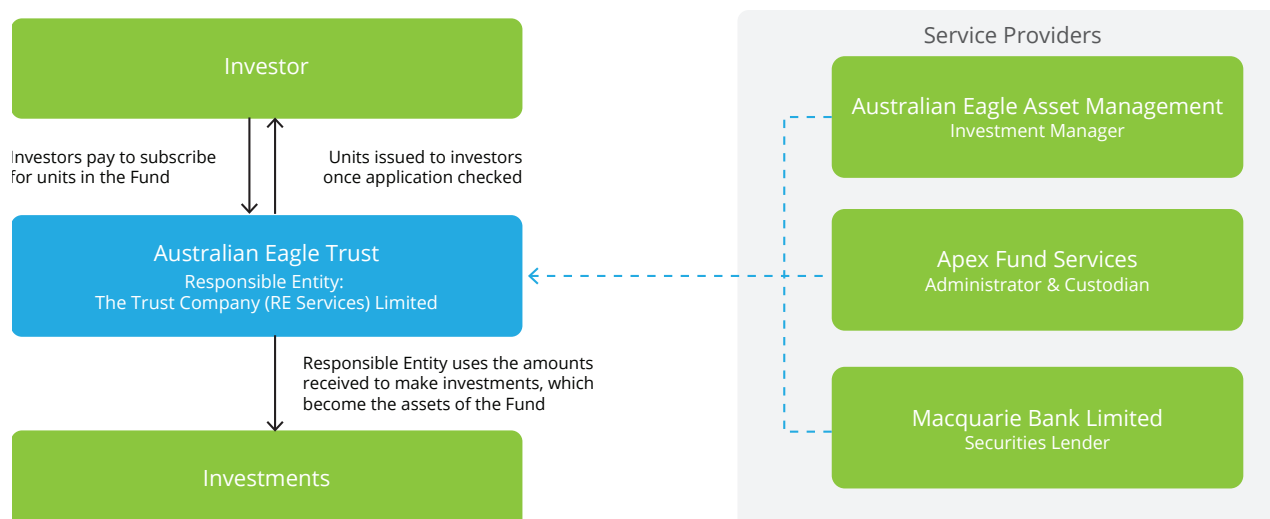 Investor
Investors pay to subscribe
for units in the Fund
Units issued to investors
once application checked
Australian Eagle Trust
Responsible Entity:
The Trust Company (RE Services) Limited
Responsible Entity uses the amounts
received to make investments, which
become the assets of the Fund
Investments
Service Providers
Australian Eagle Asset Management
Investment Manager
Apex Fund Services
Administrator & Custodian
Macquarie Bank Limited
Securities Lender